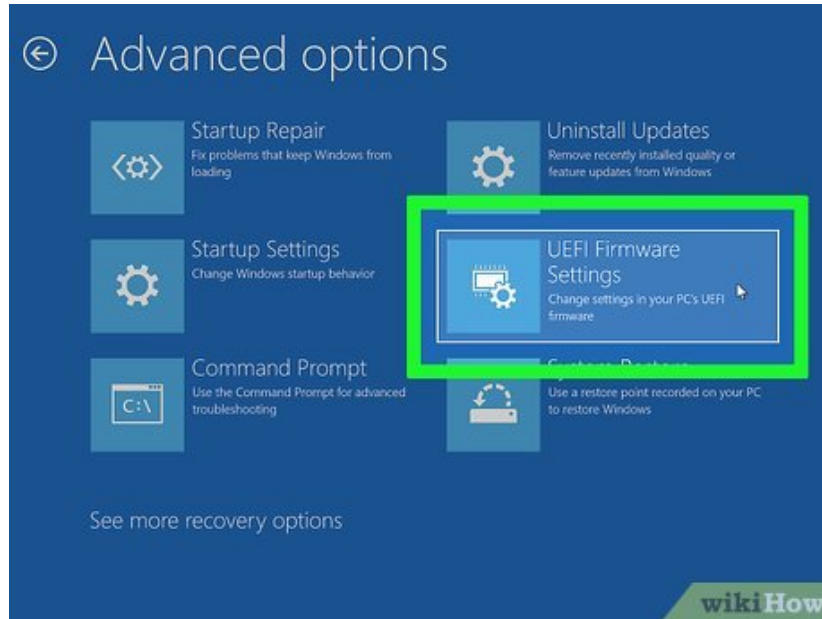 Advanced options
Startup Repair
Fix problems that keep Windows from
loading
Uninstall Updates
Remove recently installed quality or
feature updates from Windows
Startup Settings
Change Windows startup behavior
UEFI Firmware
Settings
Change settings in your PC's UEFI
firmware
Command Prompt
Use the Command Prompt for advanced
troubleshooting
C:\
System Restore
Use a restore point recorded on your PC
to restore Windows
See more recovery options
wikiHow